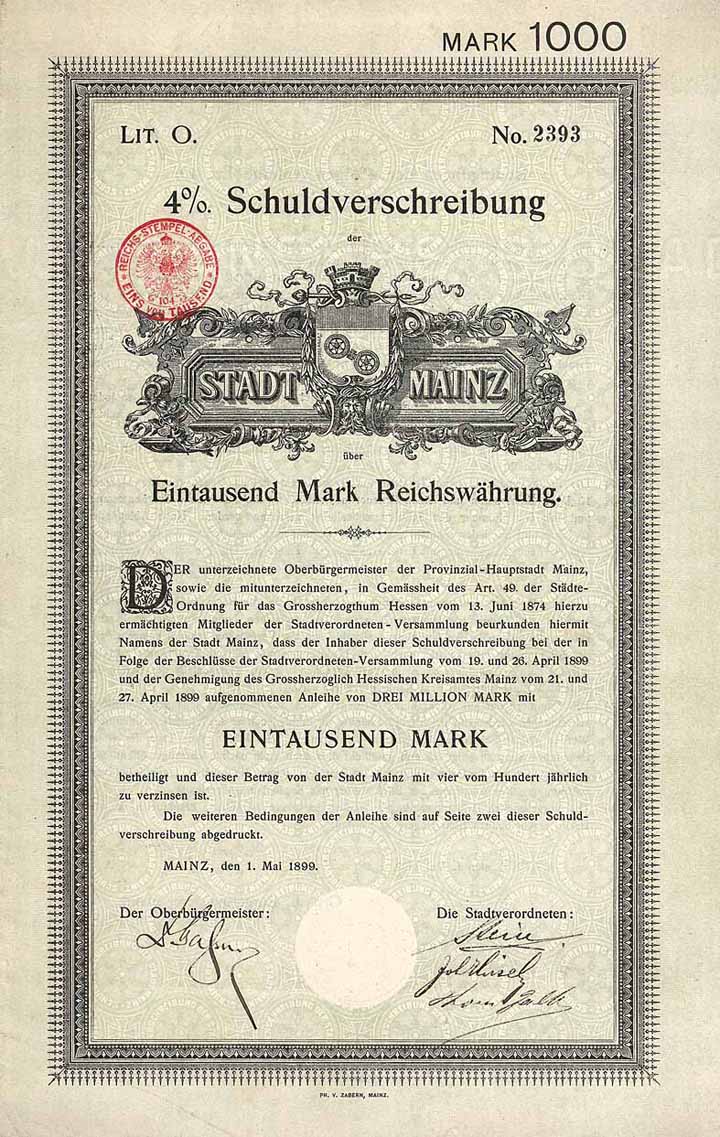 MARK 1000
LIT. O.
No. 2393
4%. Schuldverschreibung
der
REICHS-STEMPEL-ABGABE
104
EINS VON TAUSEND
STADT MAINZ
über
Eintausend Mark Reichswährung.
DER unterzeichnete Oberbürgermeister der Provinzial-Hauptstadt Mainz,
sowie die mitunterzeichneten, in Gemässheit des Art. 49. der Städte-
Ordnung für das Grossherzogthum Hessen vom 13. Juni 1874 hierzu
ermächtigten Mitglieder der Stadtverordneten-Versammlung beurkunden hiermit
Namens der Stadt Mainz, dass der Inhaber dieser Schuldverschreibung bei der in
Folge der Beschlüsse der Stadtverordneten-Versammlung vom 19. und 26. April 1899
und der Genehmigung des Grossherzoglich Hessischen Kreisamtes Mainz vom 21. und
27. April 1899 aufgenommenen Anleihe von DREI MILLION MARK mit
EINTAUSEND MARK
betheiligt und dieser Betrag von der Stadt Mainz mit vier vom Hundert jährlich
zu verzinsen ist.
Die weiteren Bedingungen der Anleihe sind auf Seite zwei dieser Schuld-
verschreibung abgedruckt.
MAINZ, den 1. Mai 1899.
Der Oberbürgermeister:
Die Stadtverordneten:
PH. V. ZABERN, MAINZ.